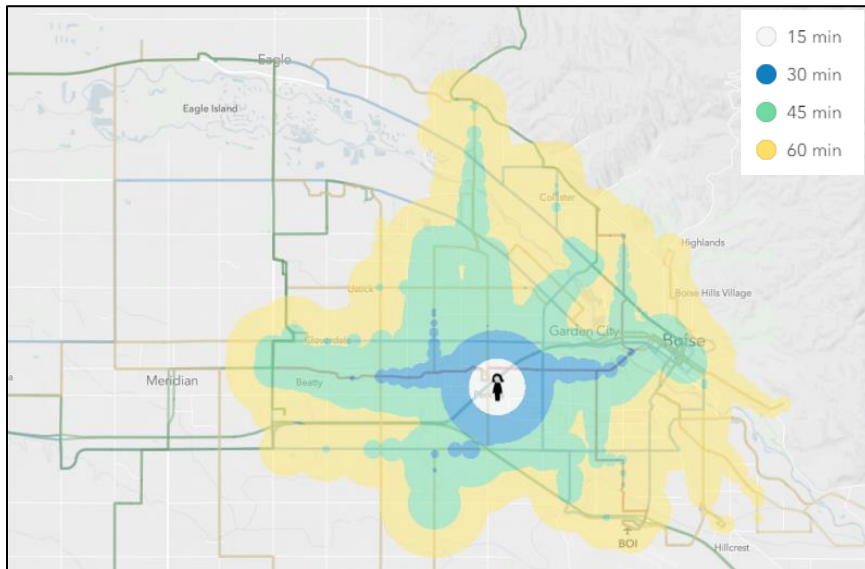 15 min
30 min
45 min
60 min
Eagle
Eagle Island
Collister
Highlands
Ustick
Boise Hills Village
Garden City
Cloverdale
Boise
Meridian
Beatty
BOI
Hillcrest